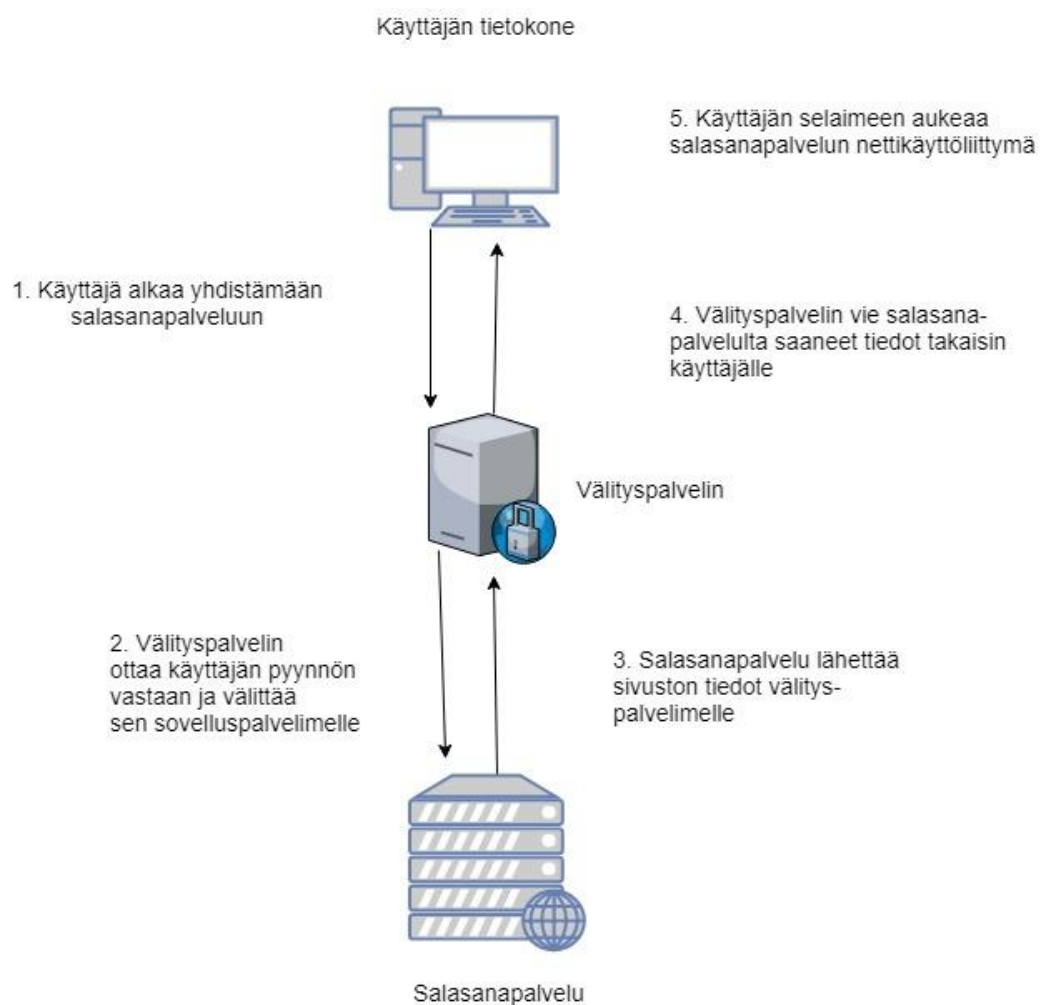 Käyttäjän tietokone
5. Käyttäjän selaimeen aukeaa
salasanapalvelun nettikäyttöliittymä
1. Käyttäjä alkaa yhdistämään
salasanapalveluun
4. Välityspalvelin vie salasana-
palvelulta saaneet tiedot takaisin
käyttäjälle
Välityspalvelin
2. Välityspalvelin
ottaa käyttäjän pyynnön
vastaan ja välittää
sen sovelluspalvelimelle
3. Salasanapalvelu lähettää
sivuston tiedot välitys-
palvelimelle
Salasanapalvelu